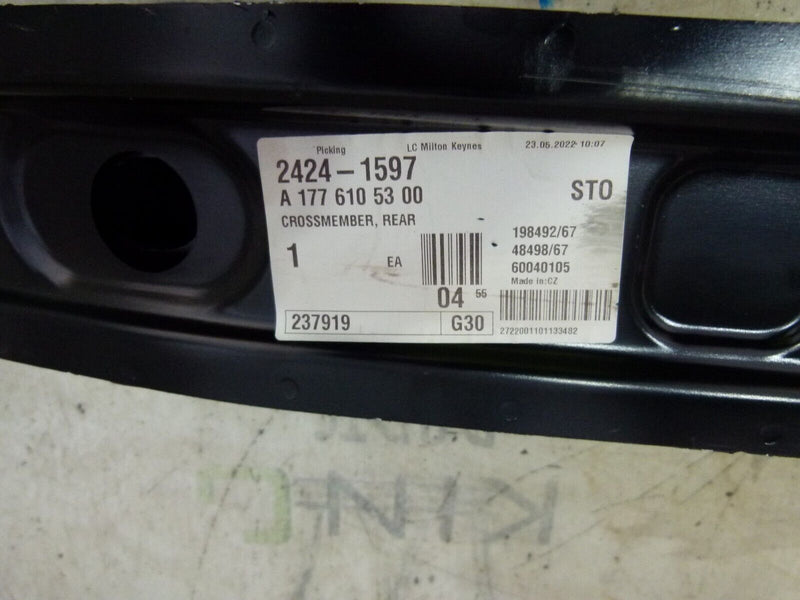 Picking LC Milton Keynes 23.06.2022 10:07
2424-1597
A 177 610 53 00 STO
CROSSMEMBER, REAR
198492/67
1 EA 48498/67
60040105
Made in:CZ
04 55
237919 G30
2722001101133482